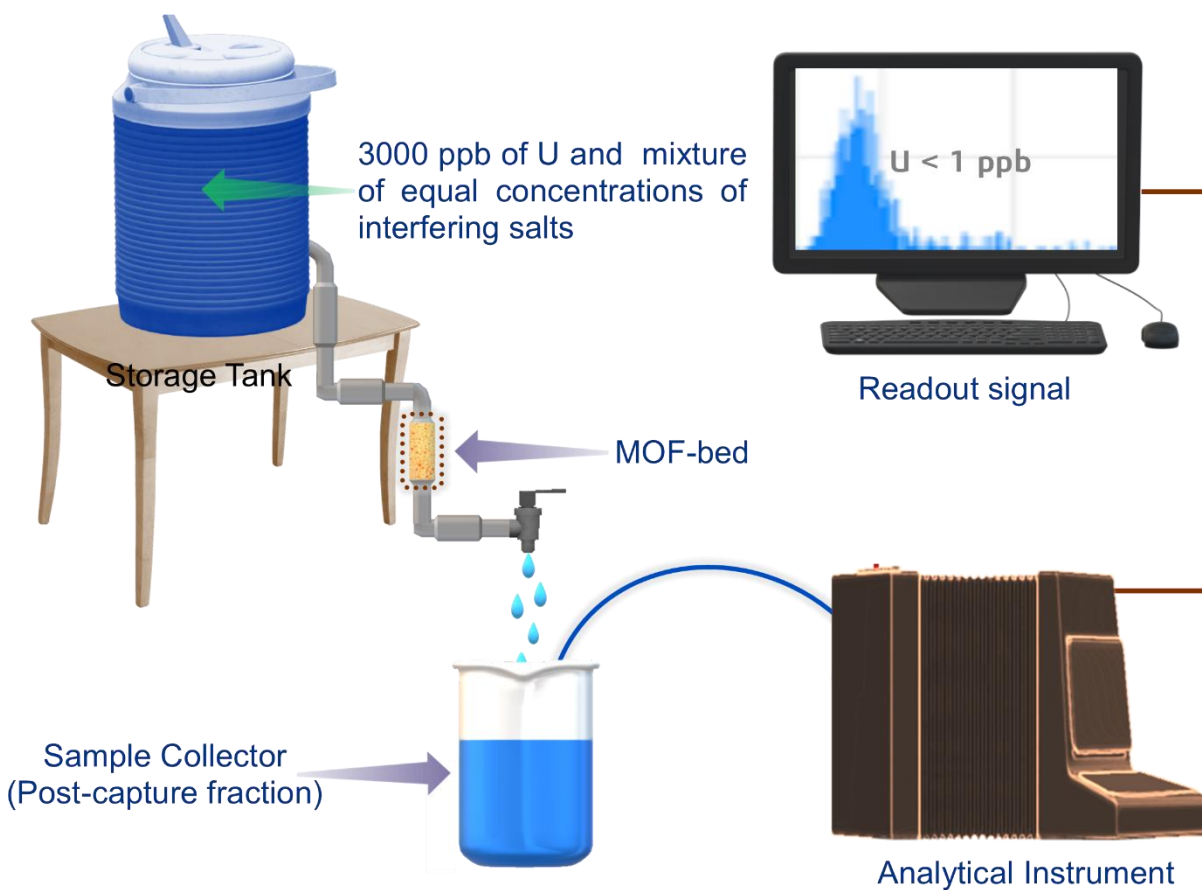 3000 ppb of U and mixture
of equal concentrations of
interfering salts
U < 1 ppb
Storage Tank
Readout signal
MOF-bed
Sample Collector
(Post-capture fraction)
Analytical Instrument